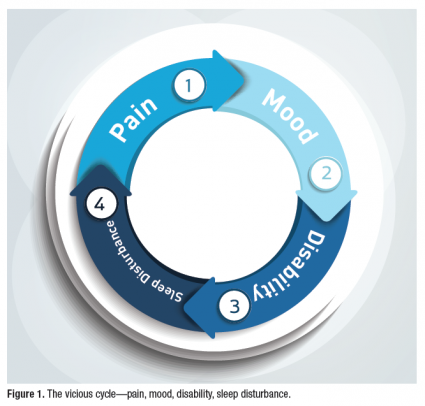 Pain
1
Mood
2
Disability
3
Sleep Disturbance
4
Figure 1. The vicious cycle—pain, mood, disability, sleep disturbance.